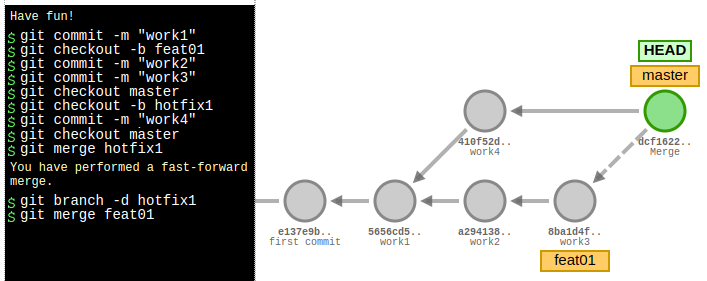 Have fun!
$ git commit -m "work1"
$ git checkout -b feat01
$ git commit -m "work2"
$ git commit -m "work3"
$ git checkout master
$ git checkout -b hotfix1
$ git commit -m "work4"
$ git checkout master
$ git merge hotfix1
You have performed a fast-forward
merge.
$ git branch -d hotfix1
$ git merge feat01
HEAD
master
410f52d..
work4
dcf1622..
Merge
e137e9b..
first commit
5656cd5..
work1
a294138..
work2
8ba1d4f..
work3
feat01